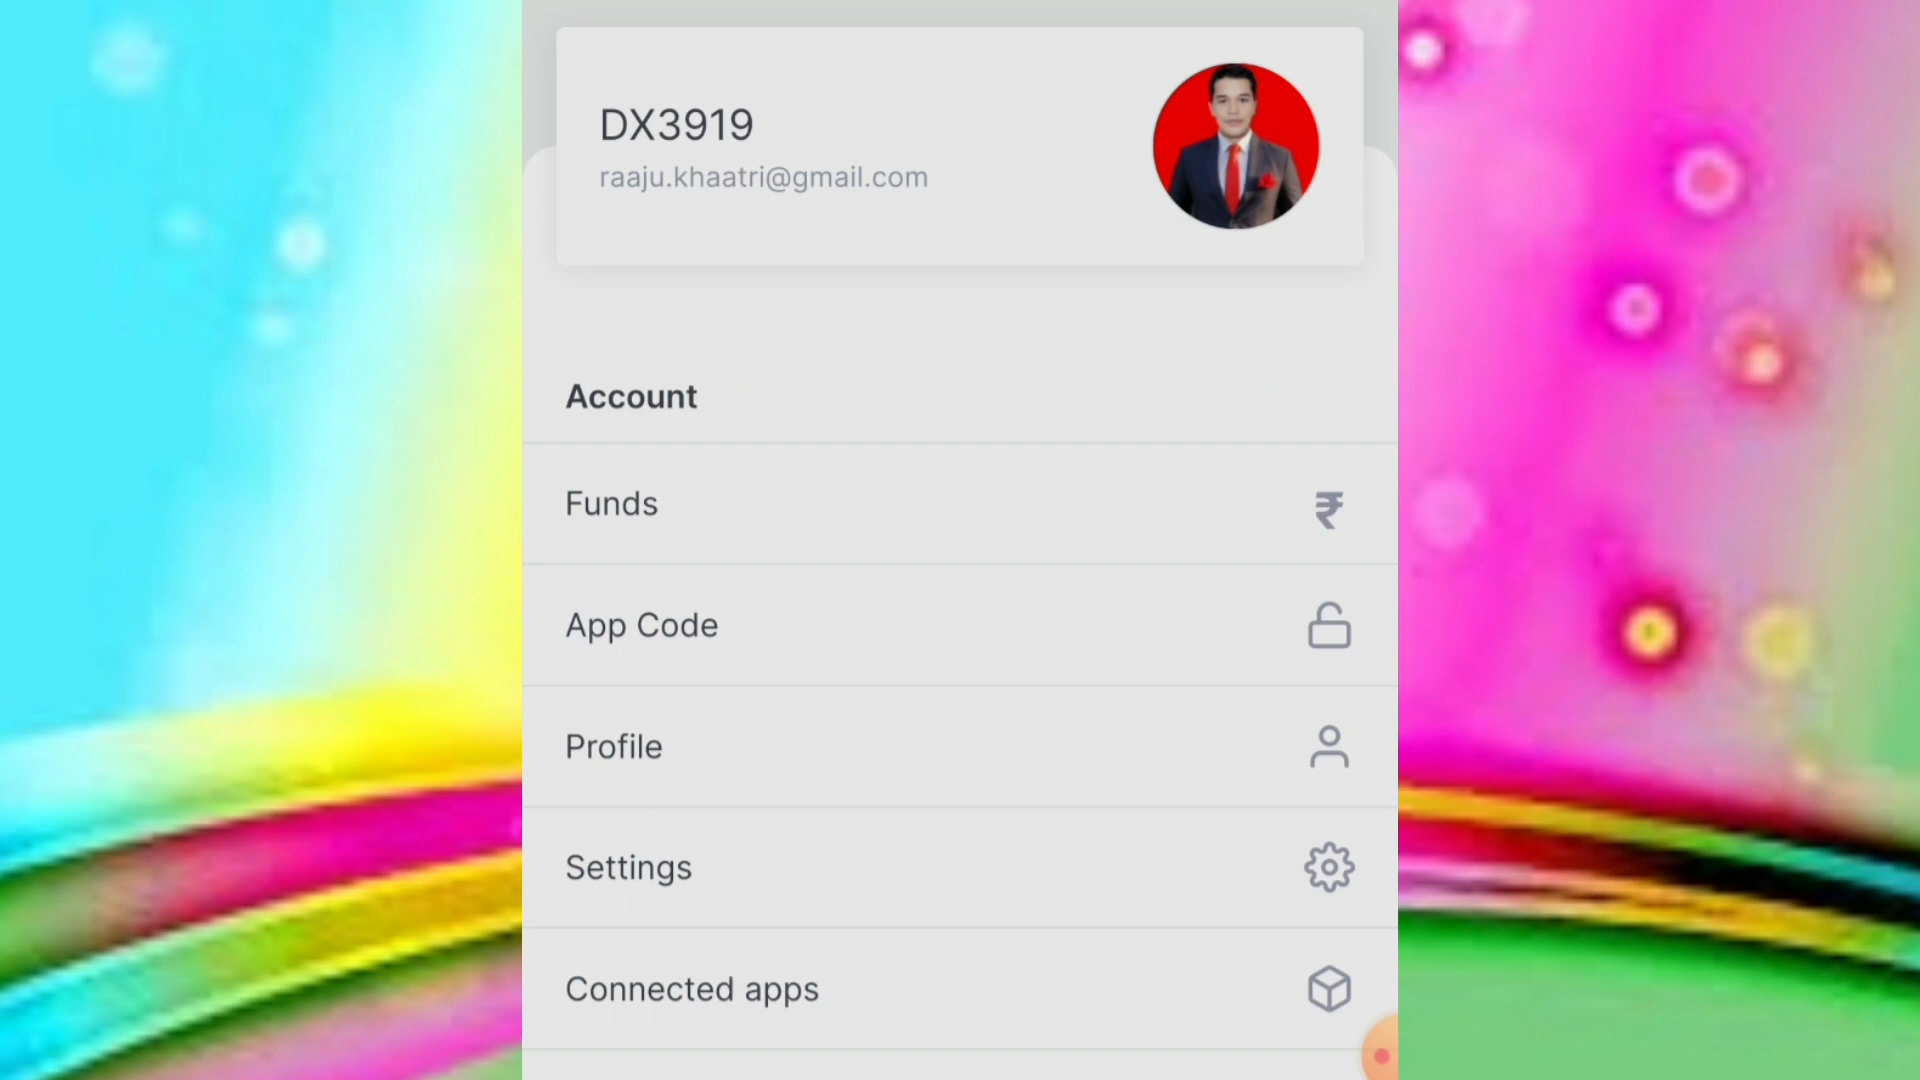 DX3919
raaju.khaatri@gmail.com
Account
Funds
₹
App Code
Profile
Settings
Connected apps